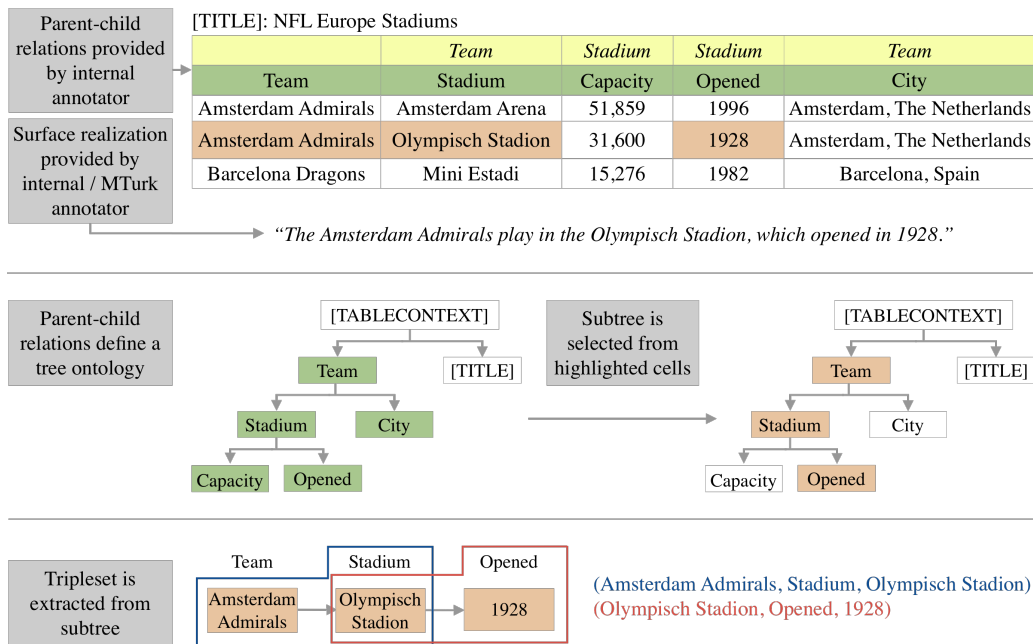 Parent-child
relations provided
by internal
annotator
[TITLE]: NFL Europe Stadiums
Team Stadium Stadium Team
Team Stadium Capacity Opened City
Amsterdam Admirals Amsterdam Arena 51,859 1996 Amsterdam, The Netherlands
Amsterdam Admirals Olympisch Stadion 31,600 1928 Amsterdam, The Netherlands
Barcelona Dragons Mini Estadi 15,276 1982 Barcelona, Spain
Surface realization
provided by
internal / MTurk
annotator
“The Amsterdam Admirals play in the Olympisch Stadion, which opened in 1928.”
Parent-child
relations define a
tree ontology
[TABLECONTEXT]
Team
[TITLE]
Stadium
City
Capacity
Opened
Subtree is
selected from
highlighted cells
[TABLECONTEXT]
Team
[TITLE]
Stadium
City
Capacity
Opened
Tripleset is
extracted from
subtree
Team Stadium Opened
Amsterdam
Admirals
Olympisch
Stadion
1928
(Amsterdam Admirals, Stadium, Olympisch Stadion)
(Olympisch Stadion, Opened, 1928)